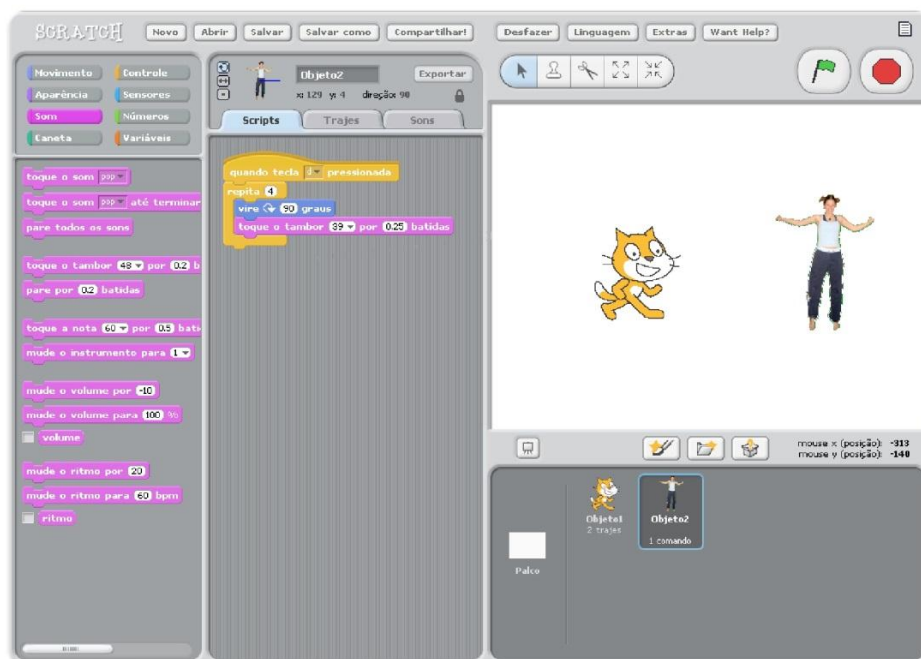 SCRATCH
Novo
Abrir
Salvar
Salvar como
Compartilhar!
Desfazer
Linguagem
Extras
Want Help?
Movimento
Controle
Aparência
Sensores
Som
Números
Caneta
Variáveis
toque o som pop
toque o som pop até terminar
pare todos os sons
toque o tambor 48 por 0.2 b
pare por 0.2 batidas
toque a nota 60 por 0.5 bati
mude o instrumento para 1
mude o volume por -10
mude o volume para 100 %
volume
mude o ritmo por 20
mude o ritmo para 60 bpm
ritmo
Objeto2
Exportar
x: 129 y: 4 direção: 90
Scripts
Trajes
Sons
quando tecla d pressionada
repita 4
vire 90 graus
toque o tambor 39 por 0.25 batidas
mouse x (posição): -313
mouse y (posição): -140
Palco
Objeto1
2 trajes
Objeto2
1 comando